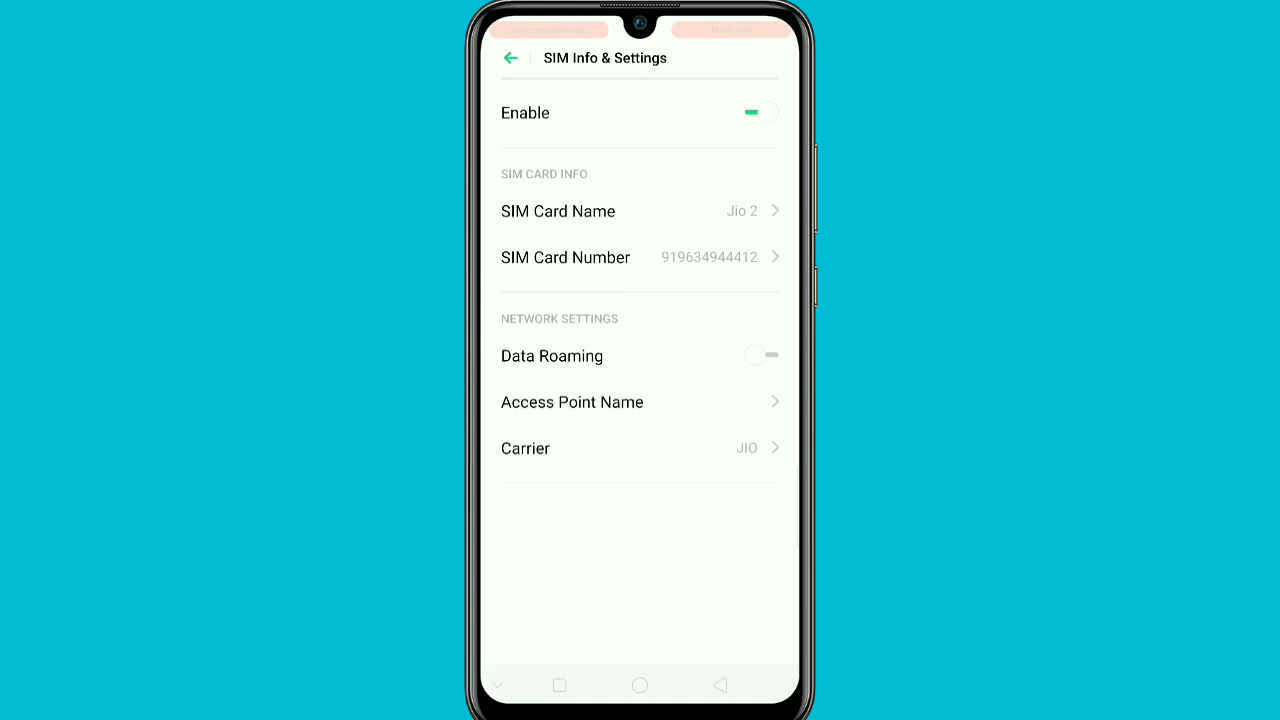 SIM Info & Settings
Enable
SIM CARD INFO
SIM Card Name Jio 2
SIM Card Number 919634944412
NETWORK SETTINGS
Data Roaming
Access Point Name
Carrier JIO